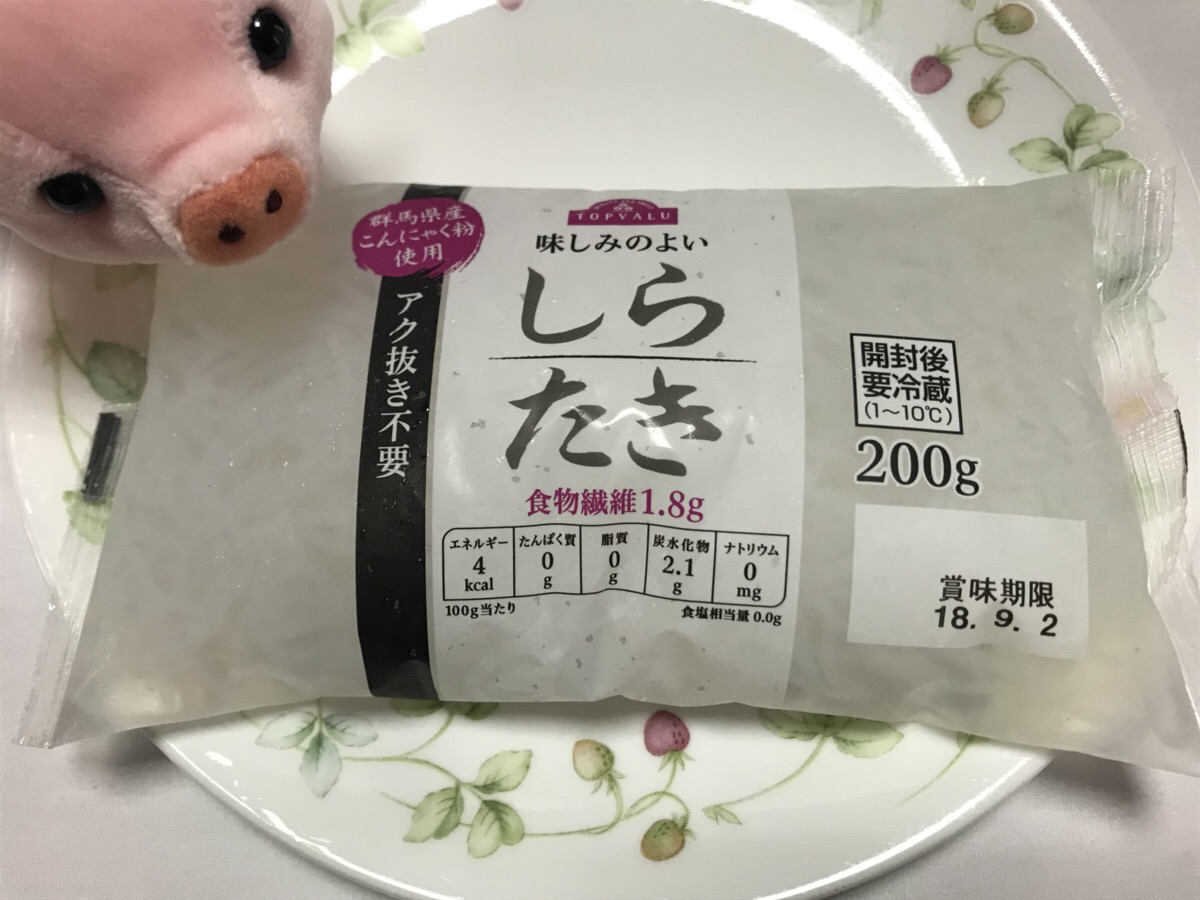 群馬県産
こんにゃく粉
使用
アク抜き不要
TOPVALU
味しみのよい
しら
たき
食物繊維1.8g
エネルギー
4
kcal
たんぱく質
0
g
脂質
0
g
炭水化物
2.1
g
ナトリウム
0
mg
100g当たり
食塩相当量 0.0g
開封後
要冷蔵
(1~10℃)
200g
賞味期限
18. 9. 2